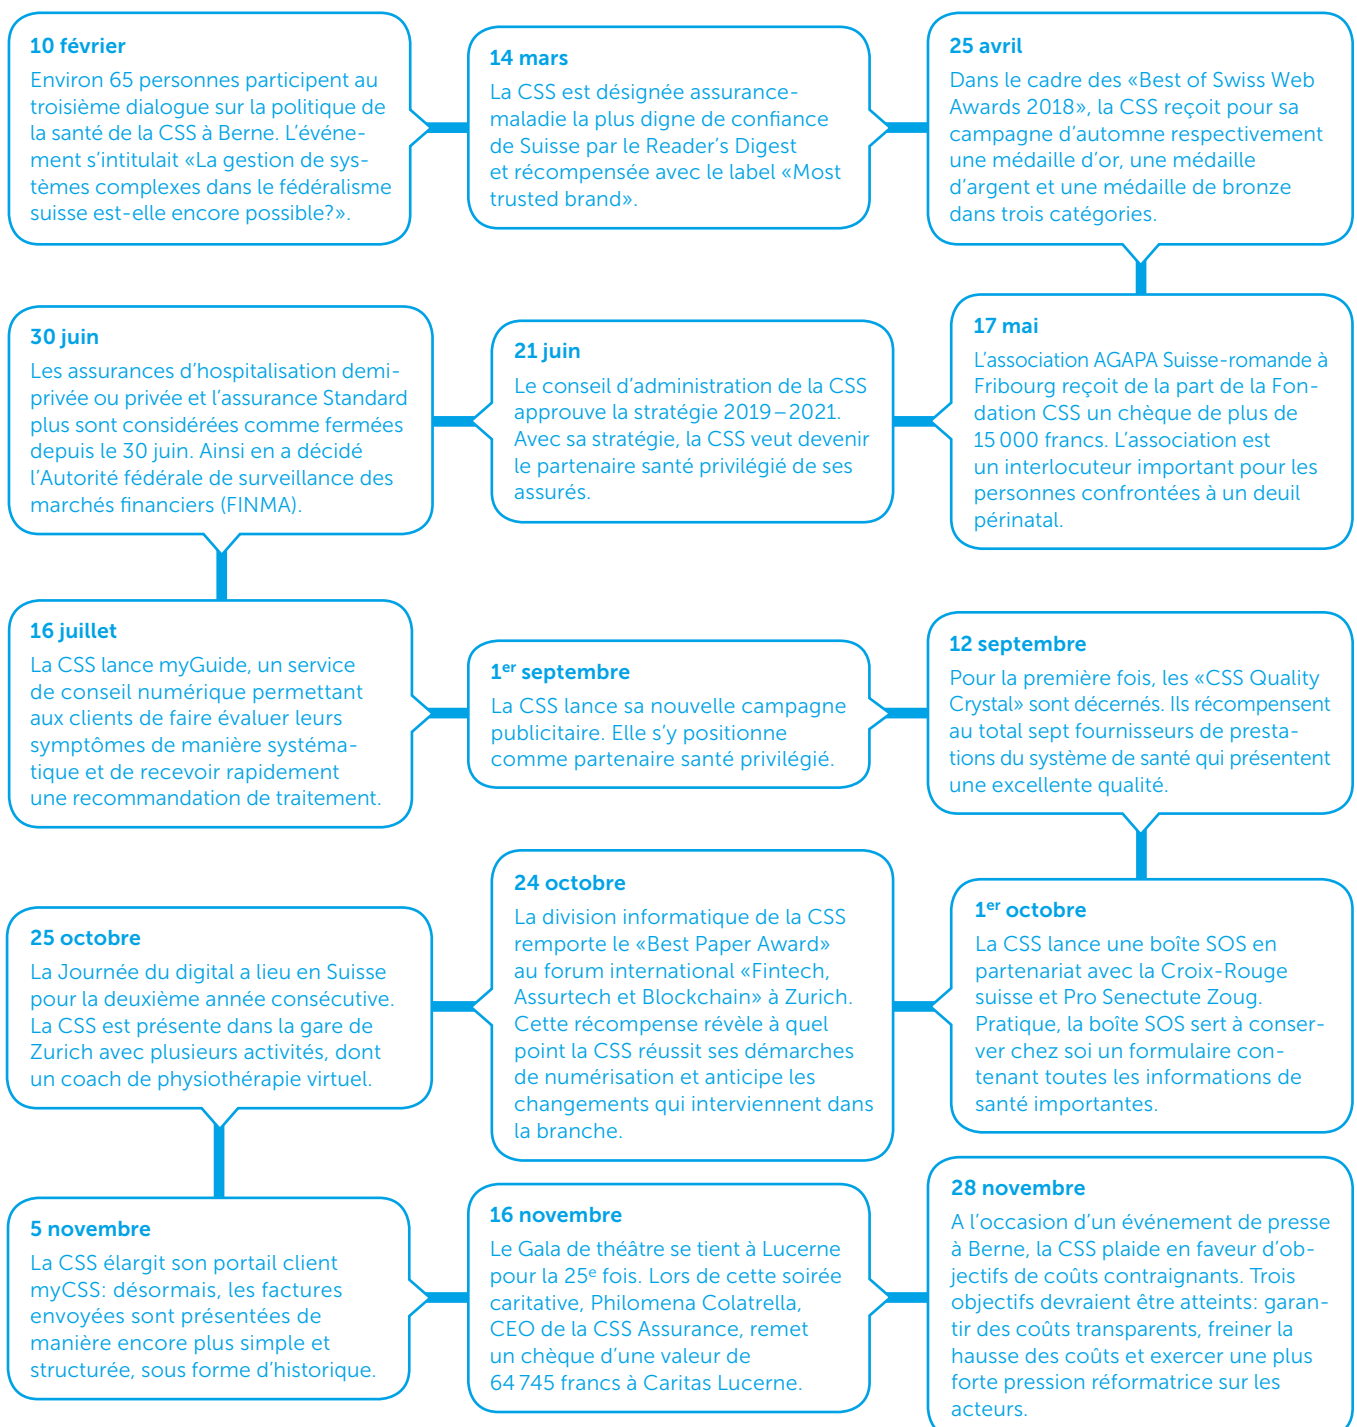 10 février
Environ 65 personnes participent au
troisième dialogue sur la politique de
la santé de la CSS à Berne. L’événe-
ment s’intitulait «La gestion de sys-
tèmes complexes dans le fédéralisme
suisse est-elle encore possible?».
14 mars
La CSS est désignée assurance-
maladie la plus digne de confiance
de Suisse par le Reader’s Digest
et récompensée avec le label «Most
trusted brand».
25 avril
Dans le cadre des «Best of Swiss Web
Awards 2018», la CSS reçoit pour sa
campagne d’automne respectivement
une médaille d’or, une médaille
d’argent et une médaille de bronze
dans trois catégories.
17 mai
L’association AGAPA Suisse-romande à
Fribourg reçoit de la part de la Fon-
dation CSS un chèque de plus de
15 000 francs. L’association est
un interlocuteur important pour les
personnes confrontées à un deuil
périnatal.
21 juin
Le conseil d’administration de la CSS
approuve la stratégie 2019 – 2021.
Avec sa stratégie, la CSS veut devenir
le partenaire santé privilégié de ses
assurés.
30 juin
Les assurances d’hospitalisation demi-
privée ou privée et l’assurance Standard
plus sont considérées comme fermées
depuis le 30 juin. Ainsi en a décidé
l’Autorité fédérale de surveillance des
marchés financiers (FINMA).
16 juillet
La CSS lance myGuide, un service
de conseil numérique permettant
aux clients de faire évaluer leurs
symptômes de manière systéma-
tique et de recevoir rapidement
une recommandation de traitement.
1er septembre
La CSS lance sa nouvelle campagne
publicitaire. Elle s’y positionne
comme partenaire santé privilégié.
12 septembre
Pour la première fois, les «CSS Quality
Crystal» sont décernés. Ils récompensent
au total sept fournisseurs de presta-
tions du système de santé qui présentent
une excellente qualité.
1er octobre
La CSS lance une boîte SOS en
partenariat avec la Croix-Rouge
suisse et Pro Senectute Zoug.
Pratique, la boîte SOS sert à conser-
ver chez soi un formulaire con-
tenant toutes les informations de
santé importantes.
24 octobre
La division informatique de la CSS
remporte le «Best Paper Award»
au forum international «Fintech,
Assurtech et Blockchain» à Zurich.
Cette récompense révèle à quel
point la CSS réussit ses démarches
de numérisation et anticipe les
changements qui interviennent dans
la branche.
25 octobre
La Journée du digital a lieu en Suisse
pour la deuxième année consécutive.
La CSS est présente dans la gare de
Zurich avec plusieurs activités, dont
un coach de physiothérapie virtuel.
5 novembre
La CSS élargit son portail client
myCSS: désormais, les factures
envoyées sont présentées de
manière encore plus simple et
structurée, sous forme d’historique.
16 novembre
Le Gala de théâtre se tient à Lucerne
pour la 25e fois. Lors de cette soirée
caritative, Philomena Colatrella,
CEO de la CSS Assurance, remet
un chèque d’une valeur de
64 745 francs à Caritas Lucerne.
28 novembre
A l’occasion d’un événement de presse
à Berne, la CSS plaide en faveur d’ob-
jectifs de coûts contraignants. Trois
objectifs devraient être atteints: garan-
tir des coûts transparents, freiner la
hausse des coûts et exercer une plus
forte pression réformatrice sur les
acteurs.